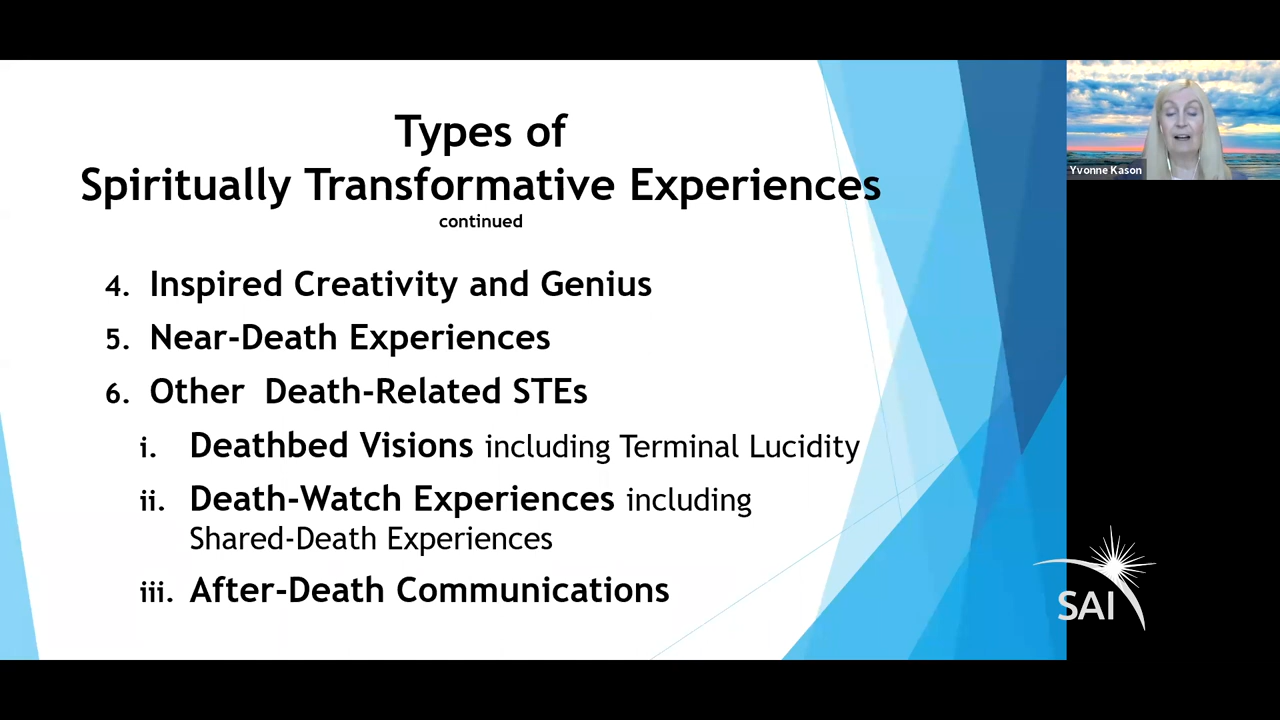 Types of
Spiritually Transformative Experiences
continued
4. Inspired Creativity and Genius
5. Near-Death Experiences
6. Other Death-Related STEs
i. Deathbed Visions including Terminal Lucidity
ii. Death-Watch Experiences including
Shared-Death Experiences
iii. After-Death Communications
Yvonne Kason
SAI